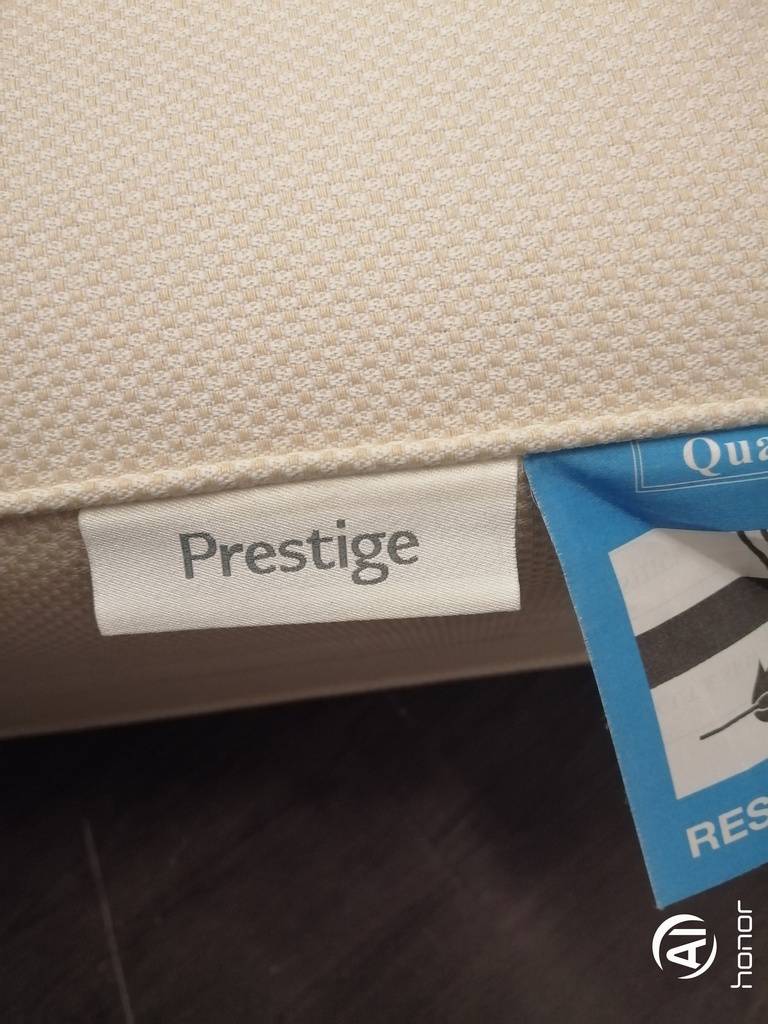 Prestige
Qua
RES
AI
honor